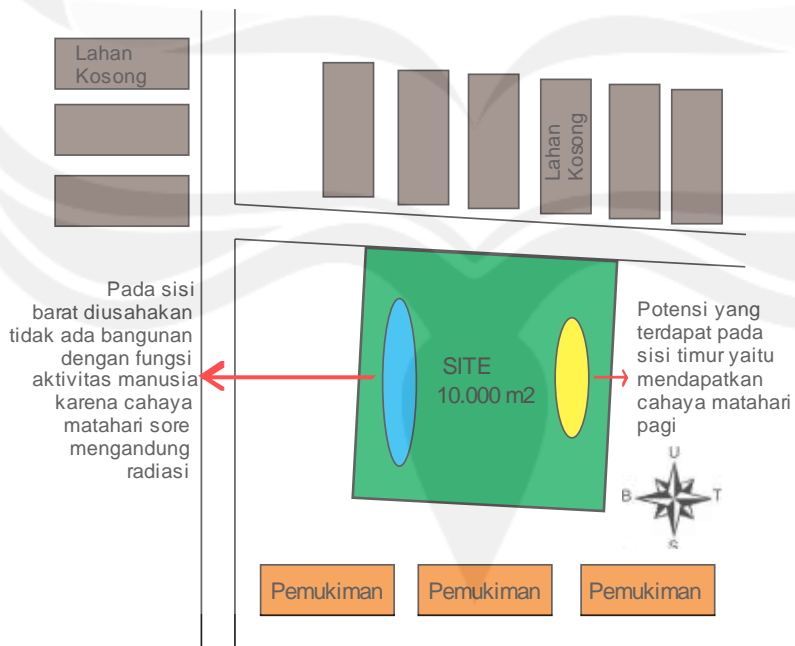 Lahan
Kosong
Lahan
Kosong
Pada sisi
barat diusahakan
tidak ada bangunan
dengan fungsi
aktivitas manusia
karena cahaya
matahari sore
mengandung
radiasi
SITE
10.000 m2
Potensi yang
terdapat pada
sisi timur yaitu
mendapatkan
cahaya matahari
pagi
U
B
T
S
Pemukiman
Pemukiman
Pemukiman